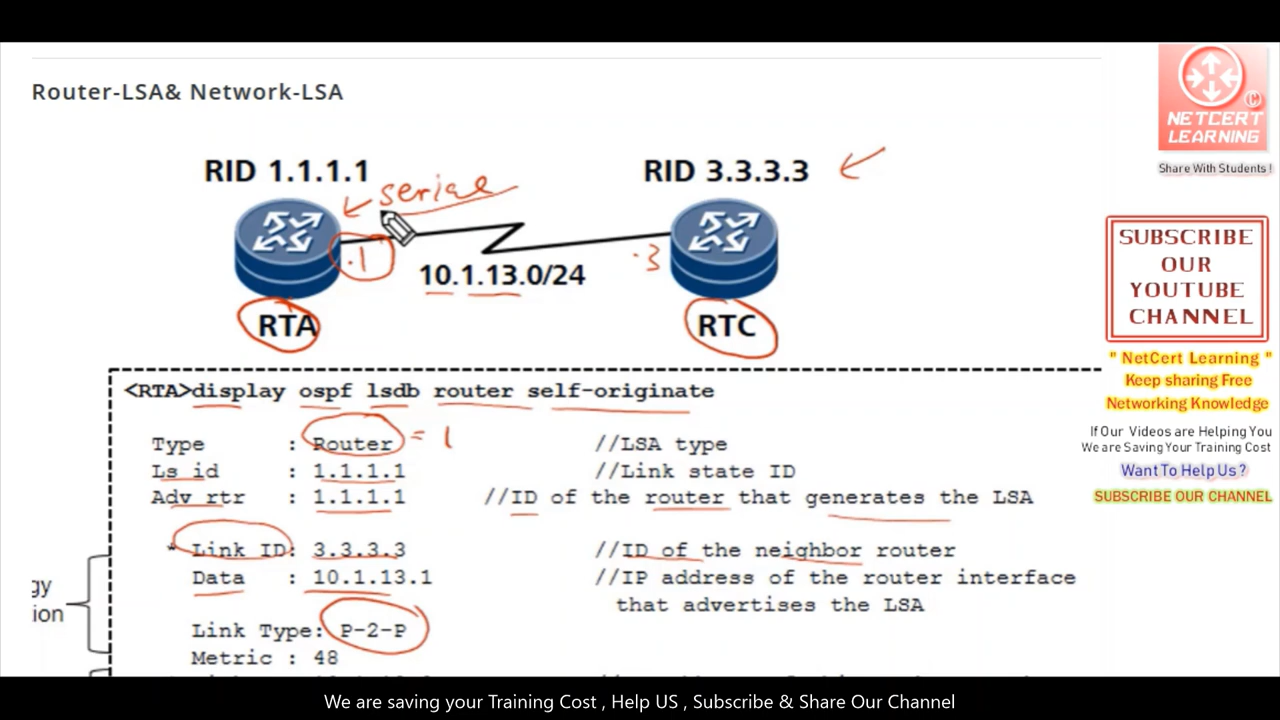 Router-LSA& Network-LSA
RID 1.1.1.1
RID 3.3.3.3
serial
.1
.3
10.1.13.0/24
RTA
RTC
<RTA>display ospf lsdb router self-originate
Type : Router = 1 //LSA type
Ls id : 1.1.1.1 //Link state ID
Adv rtr : 1.1.1.1 //ID of the router that generates the LSA
* Link ID: 3.3.3.3 //ID of the neighbor router
Data : 10.1.13.1 //IP address of the router interface
that advertises the LSA
Link Type: P-2-P
Metric : 48
gy
ion
NETCERT
LEARNING
Share With Students !
SUBSCRIBE
OUR
YOUTUBE
CHANNEL
" NetCert Learning "
Keep sharing Free
Networking Knowledge
If Our Videos are Helping You
We are Saving Your Training Cost
Want To Help Us ?
SUBSCRIBE OUR CHANNEL
We are saving your Training Cost , Help US , Subscribe & Share Our Channel